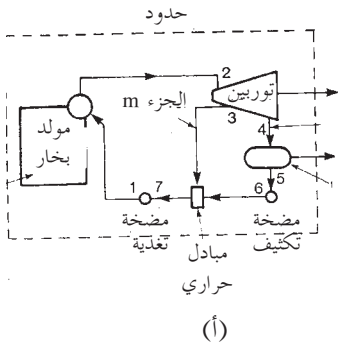 حدود
2
توربين
الجزء m
3
4
مولد
بخار
5
1
7
6
مضخة
تغذية
مضخة
تكثيف
مبادل
حراري
(أ)